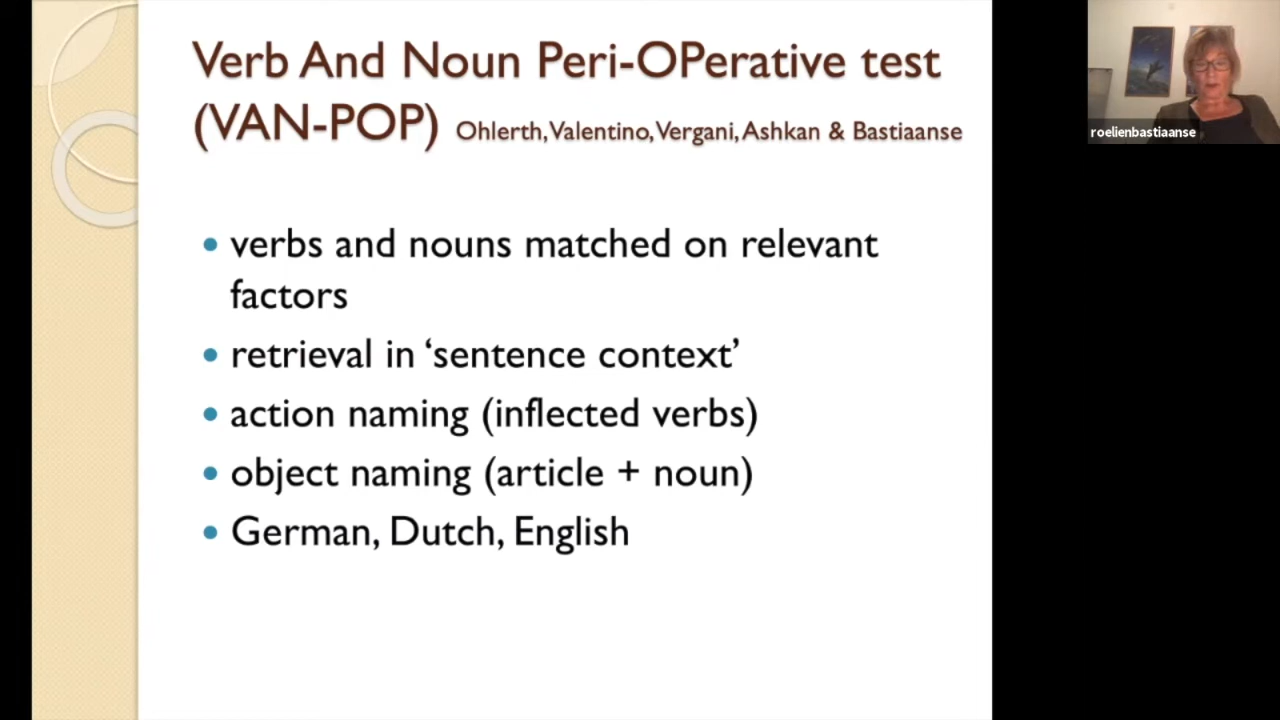 Verb And Noun Peri-OPerative test
(VAN-POP) Ohlerth, Valentino, Vergani, Ashkan & Bastiaanse
roelienbastiaanse
verbs and nouns matched on relevant
factors
retrieval in ‘sentence context’
action naming (inflected verbs)
object naming (article + noun)
German, Dutch, English